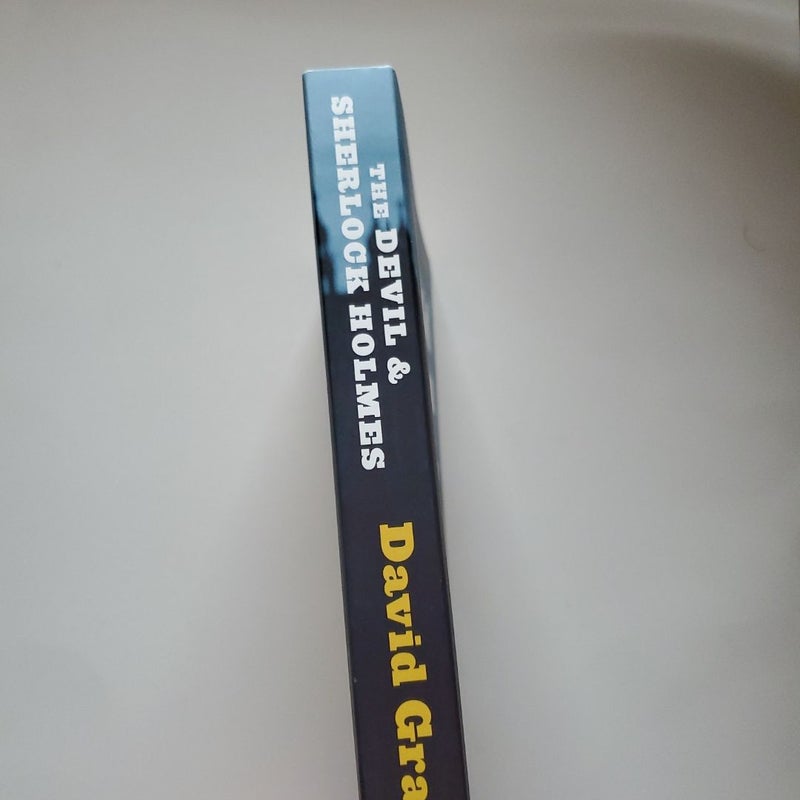 THE DEVIL &
SHERLOCK HOLMES
David Gra